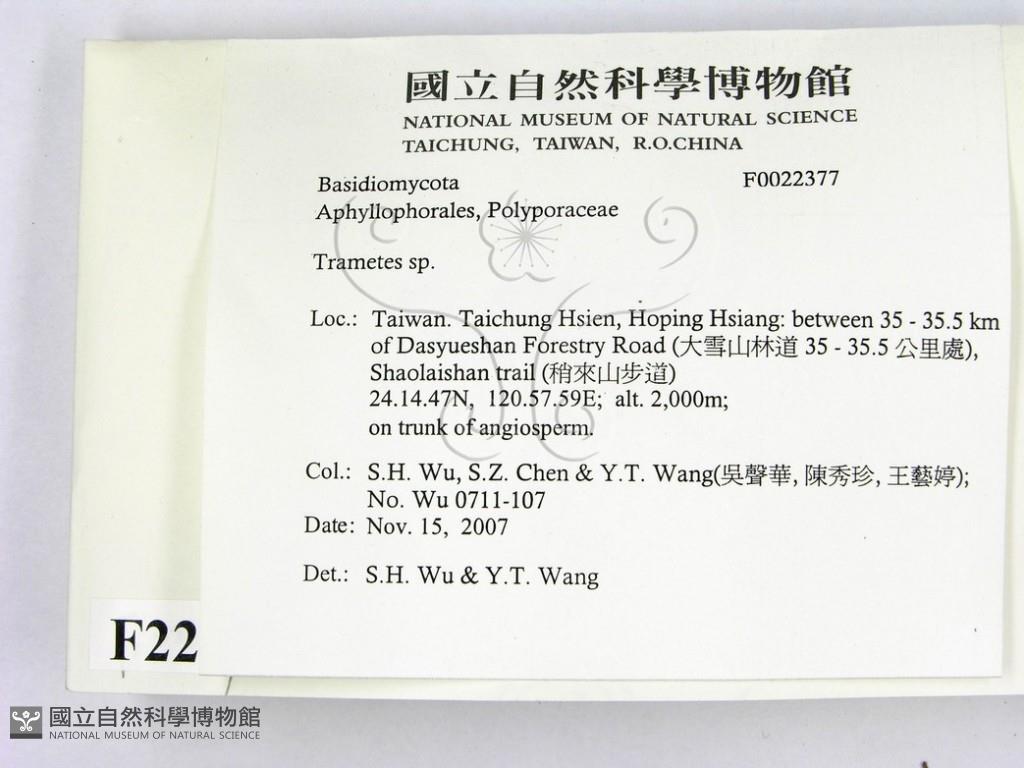 國立自然科學博物館
NATIONAL MUSEUM OF NATURAL SCIENCE
TAICHUNG, TAIWAN, R.O.CHINA
Basidiomycota F0022377
Aphyllophorales, Polyporaceae
Trametes sp.
Loc.: Taiwan. Taichung Hsien, Hoping Hsiang: between 35 - 35.5 km
of Dasyueshan Forestry Road (大雪山林道 35 - 35.5 公里處),
Shaolaishan trail (稍來山步道)
24.14.47N, 120.57.59E; alt. 2,000m;
on trunk of angiosperm.
Col.: S.H. Wu, S.Z. Chen & Y.T. Wang(吳聲華, 陳秀珍, 王藝婷);
No. Wu 0711-107
Date: Nov. 15, 2007
Det.: S.H. Wu & Y.T. Wang
F22
國立自然科學博物館
NATIONAL MUSEUM OF NATURAL SCIENCE